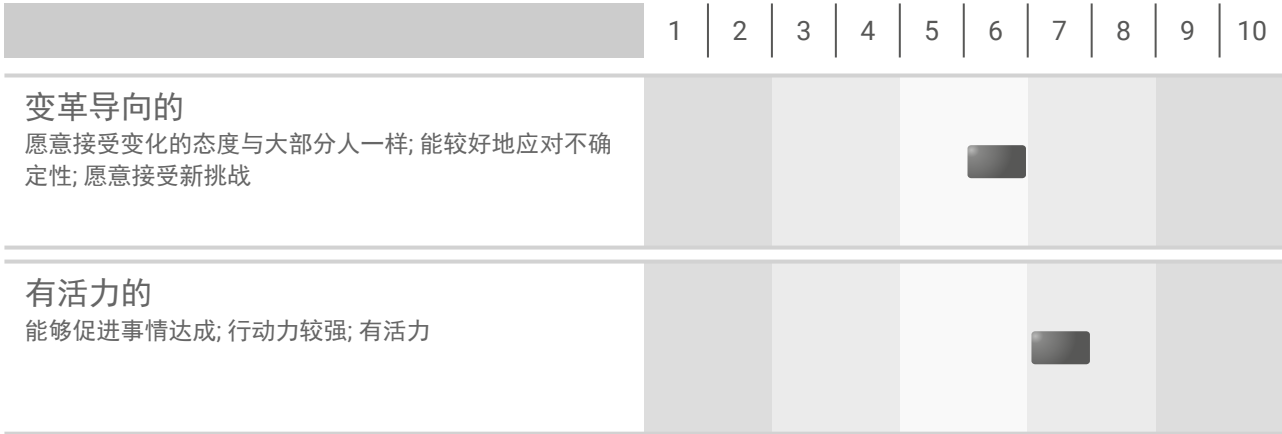 1 2 3 4 5 6 7 8 9 10
变革导向的
愿意接受变化的态度与大部分人一样; 能较好地应对不确
定性; 愿意接受新挑战
有活力的
能够促进事情达成; 行动力较强; 有活力